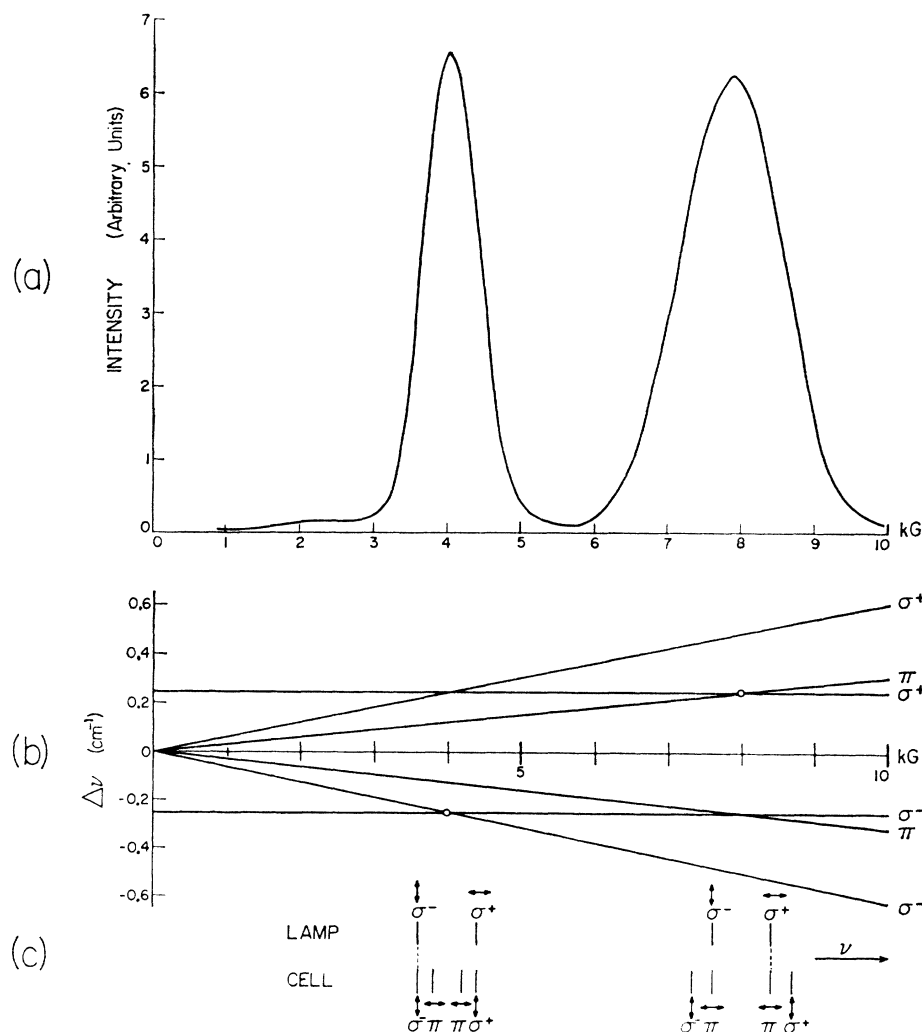 (a)
INTENSITY (Arbitrary Units)
7
6
5
4
3
2
1
0
0 1 2 3 4 5 6 7 8 9 10 kG
(b)
Δν (cm⁻¹)
0.6
0.4
0.2
0
-0.2
-0.4
-0.6
5 10 kG
σ⁺
π
σ⁺
σ⁻
π
σ⁻
(c)
σ⁻ σ⁺ σ⁻ σ⁺
LAMP
ν
CELL
σ⁻ π π σ⁺ σ⁻ π π σ⁺